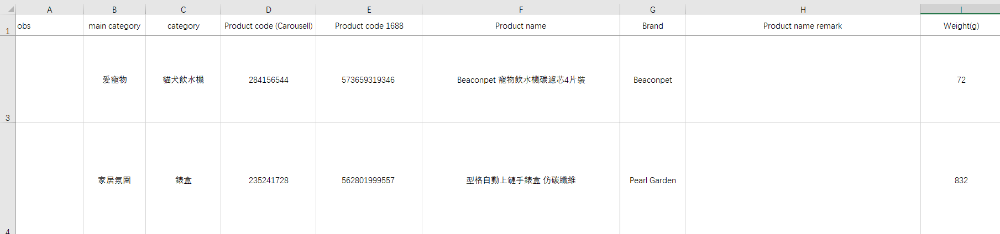 A B C D E F G H I
1 obs main category category Product code (Carousell) Product code 1688 Product name Brand Product name remark Weight(g)
3 愛寵物 貓犬飲水機 284156544 573659319346 Beaconpet 寵物飲水機碳濾芯4片裝 Beaconpet 72
4 家居氛圍 錶盒 235241728 562801999557 型格自動上鏈手錶盒 仿碳纖維 Pearl Garden 832